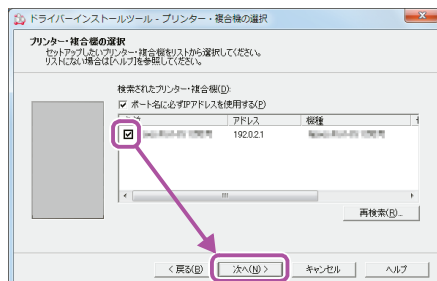 ドライバーインストールツール - プリンター・複合機の選択
プリンター・複合機の選択
セットアップしたいプリンター・複合機をリストから選択してください。
リストにない場合は[ヘルプ]を参照してください。
検索されたプリンター・複合機(D):
ポート名に必ずIPアドレスを使用する(P)
アドレス 機種
192.0.2.1
再検索(R)...
< 戻る(B) 次へ(N) > キャンセル ヘルプ